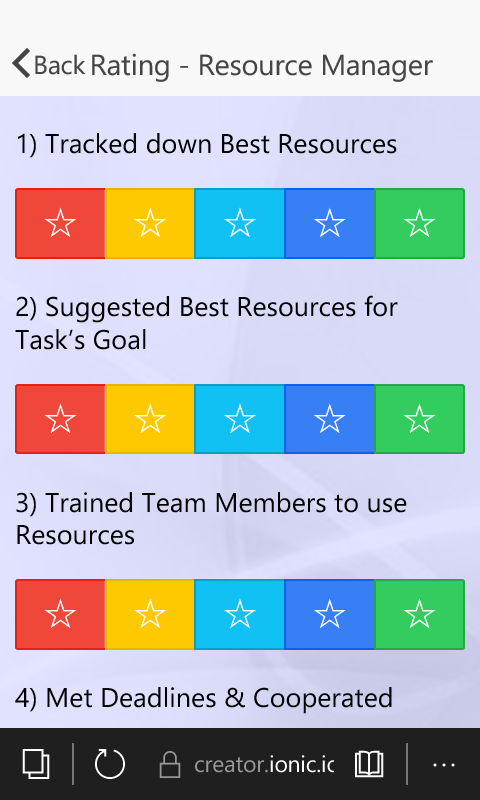 Back Rating - Resource Manager
1) Tracked down Best Resources
2) Suggested Best Resources for
Task's Goal
3) Trained Team Members to use
Resources
4) Met Deadlines & Cooperated
creator.ionic.ic